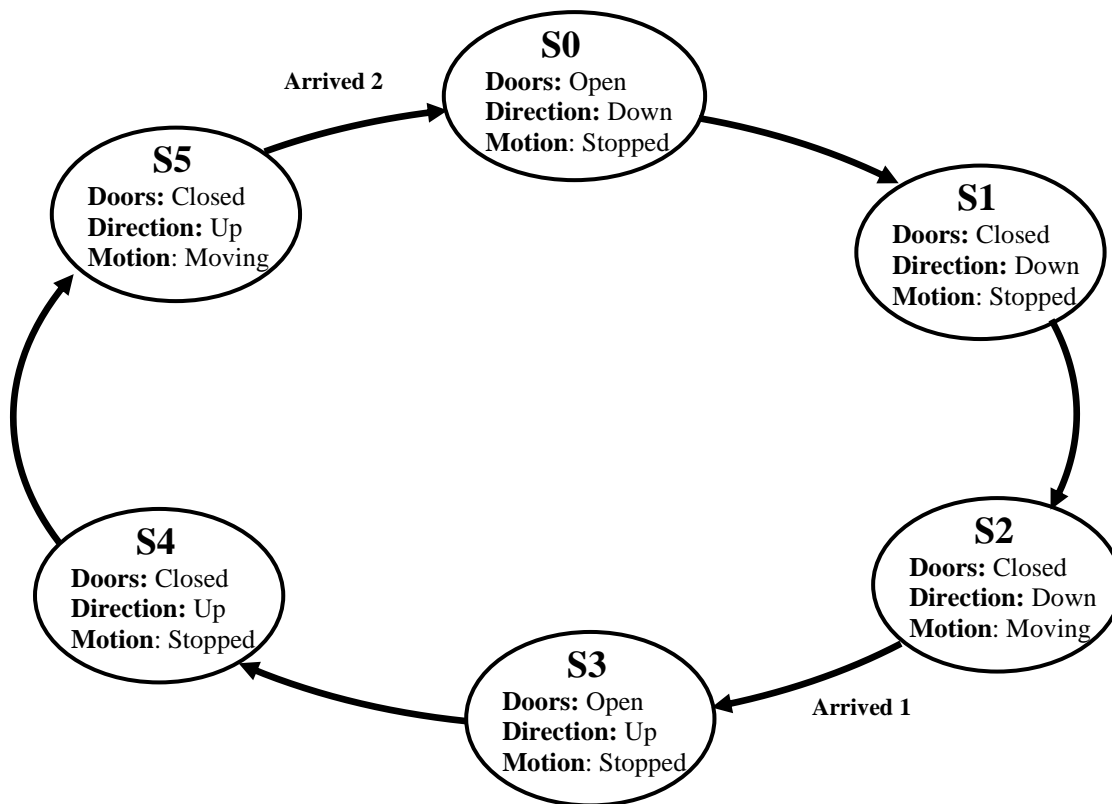 S0
Doors: Open
Direction: Down
Motion: Stopped
Arrived 2
S5
Doors: Closed
Direction: Up
Motion: Moving
S1
Doors: Closed
Direction: Down
Motion: Stopped
S4
Doors: Closed
Direction: Up
Motion: Stopped
S2
Doors: Closed
Direction: Down
Motion: Moving
S3
Doors: Open
Direction: Up
Motion: Stopped
Arrived 1